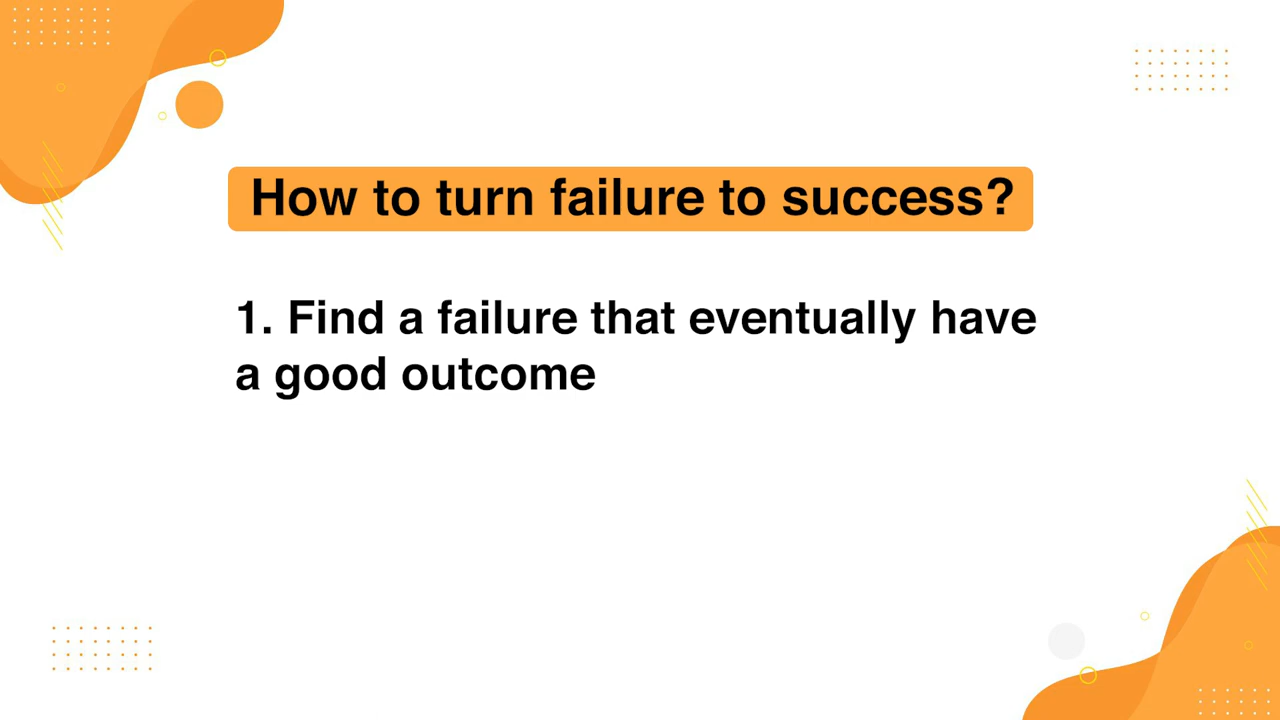 How to turn failure to success?
1. Find a failure that eventually have
a good outcome